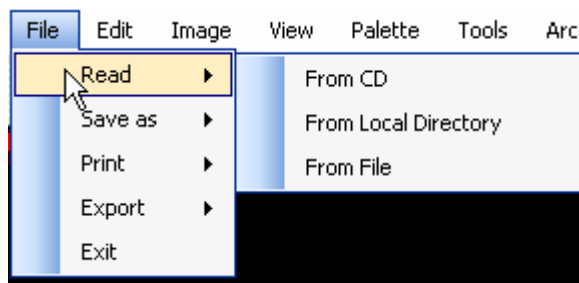 File Edit Image View Palette Tools Arc
Read From CD
Save as From Local Directory
Print From File
Export
Exit